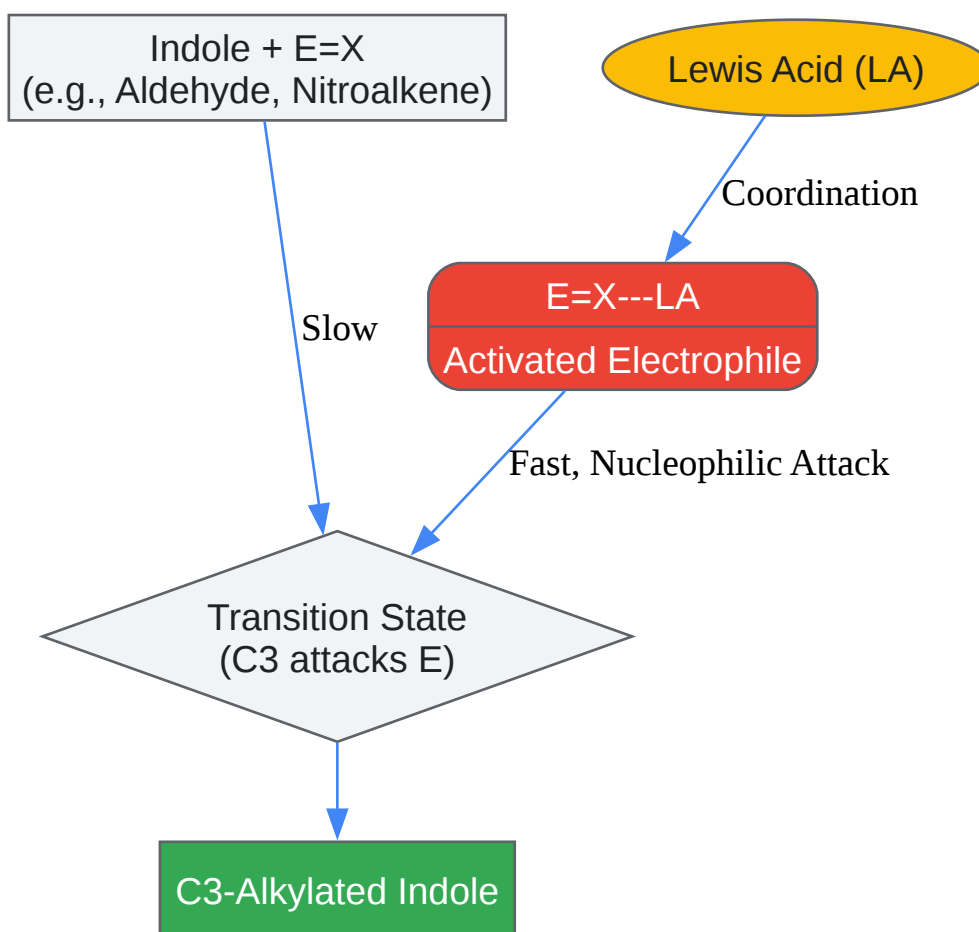 Indole + E=X
(e.g., Aldehyde, Nitroalkene)
Lewis Acid (LA)
Coordination
E=X---LA
Activated Electrophile
Slow
Fast, Nucleophilic Attack
Transition State
(C3 attacks E)
C3-Alkylated Indole